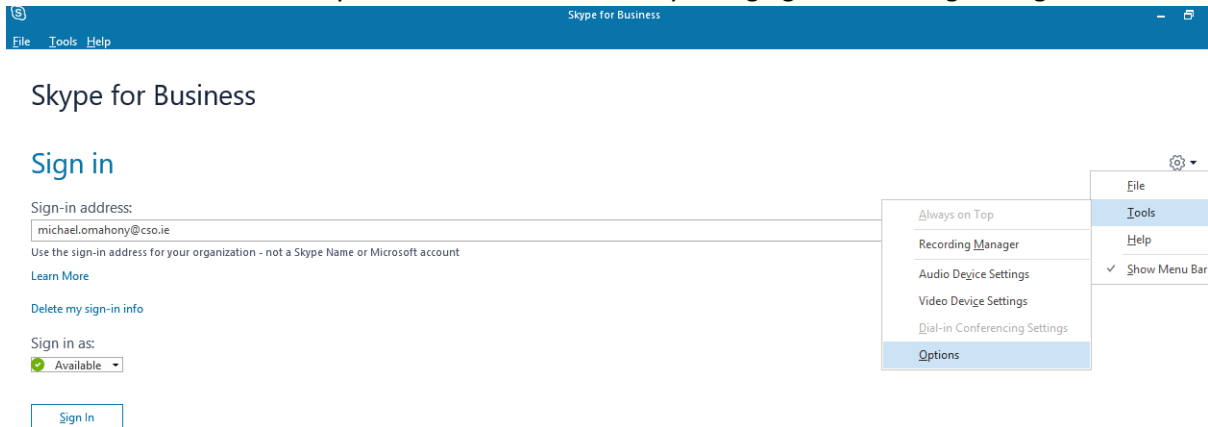 Skype for Business
File Tools Help
Skype for Business
Sign in
Sign-in address:
michael.omahony@cso.ie
Use the sign-in address for your organization - not a Skype Name or Microsoft account
Learn More
Delete my sign-in info
Sign in as:
Available
Sign In
File
Tools
Help
Show Menu Bar
Always on Top
Recording Manager
Audio Device Settings
Video Device Settings
Dial-in Conferencing Settings
Options